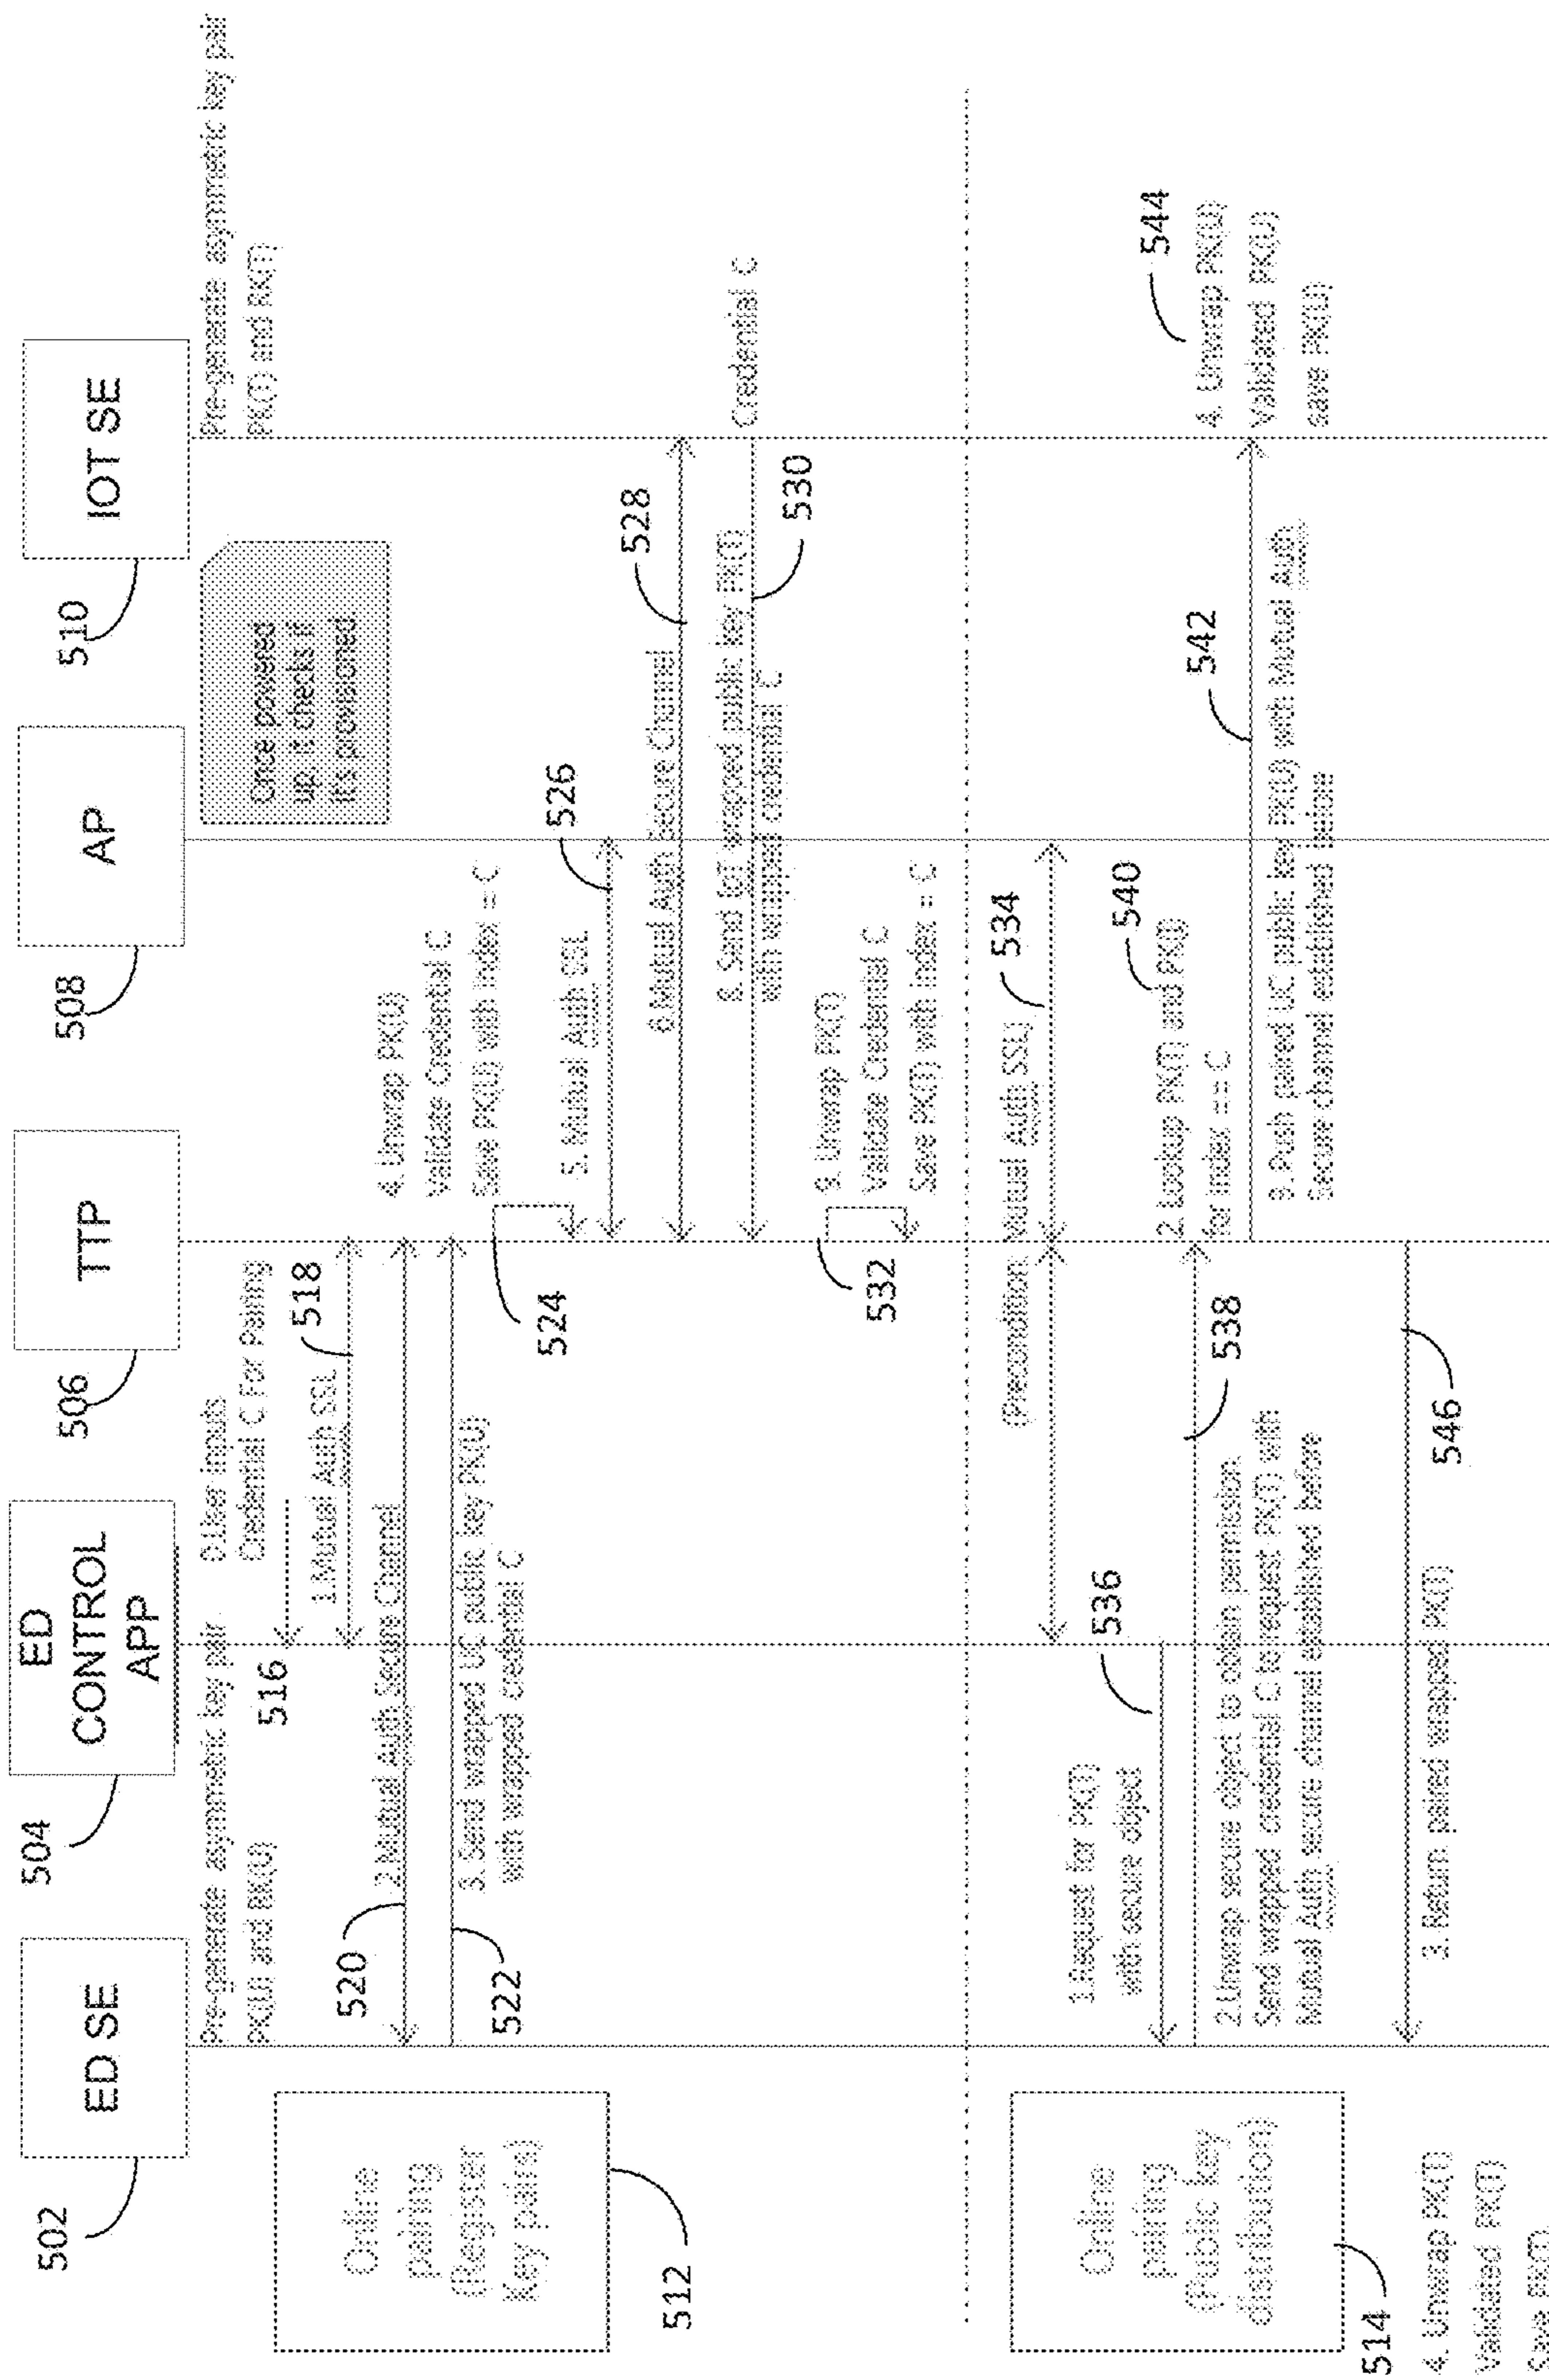 502
ED SE
504
ED
CONTROL
APP
506
TTP
508
AP
510
IOT SE
Pre-generate asymmetric key pair
PK(U) and RK(U)
0.User inputs
Credential C For Pairing
Once powered
up, it checks if
it's provisioned
Pre-generate asymmetric key pair
PK(T) and RK(T)
Online
pairing
(Register
Key pairs)
512
516
1.Mutual Auth SSL
518
520
2.Mutual Auth Secure Channel
522
3. Send wrapped UC public key PK(U)
with wrapped credential C
4. Unwrap PK(U)
Validate Credential C
Save PK(U) with Index = C
524
5. Mutual Auth SSL
526
6.Mutual Auth Secure Channel
528
8. Send IoT wrapped public key PK(T)
with wrapped credential C
530
Credential C
532
9. Unwrap PK(T)
Validate Credential C
Save PK(T) with index = C
Online
pairing
(Public key
distribution)
514
(Precondition Mutual Auth SSL)
534
1.Request for PK(T)
with secure object
536
538
2.Unwrap secure object to obtain permission
Send wrapped credential C to request PK(T) with
Mutual Auth secure channel established before
2 Lookup PK(T) and
for index == C
540
542
Push paired UC public key PK(U) with Mutual Auth
Secure channel established before
544
4. Unwrap PK(U)
Validated PK(U)
save PK(U)
546
3. Return paired wrapped PK(T)
4. Unwrap PK(T)
Validated PK(T)
Save PK(T)